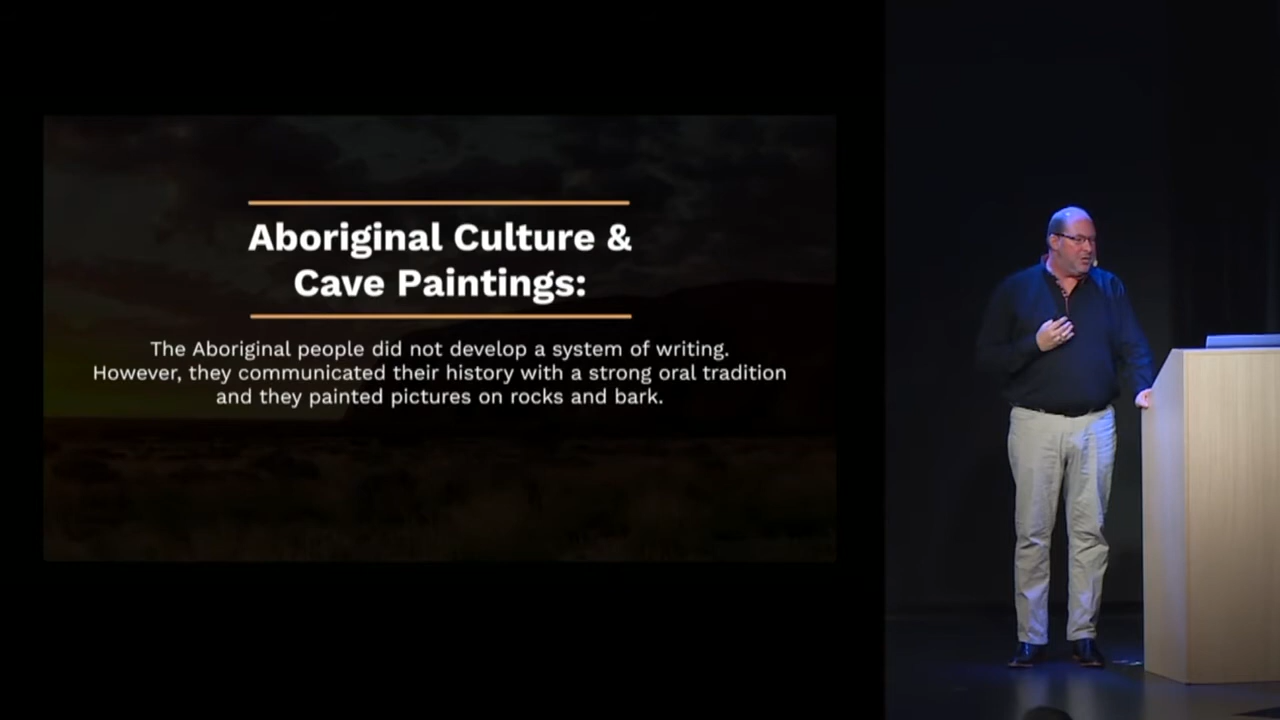 Aboriginal Culture &
Cave Paintings:
The Aboriginal people did not develop a system of writing.
However, they communicated their history with a strong oral tradition
and they painted pictures on rocks and bark.